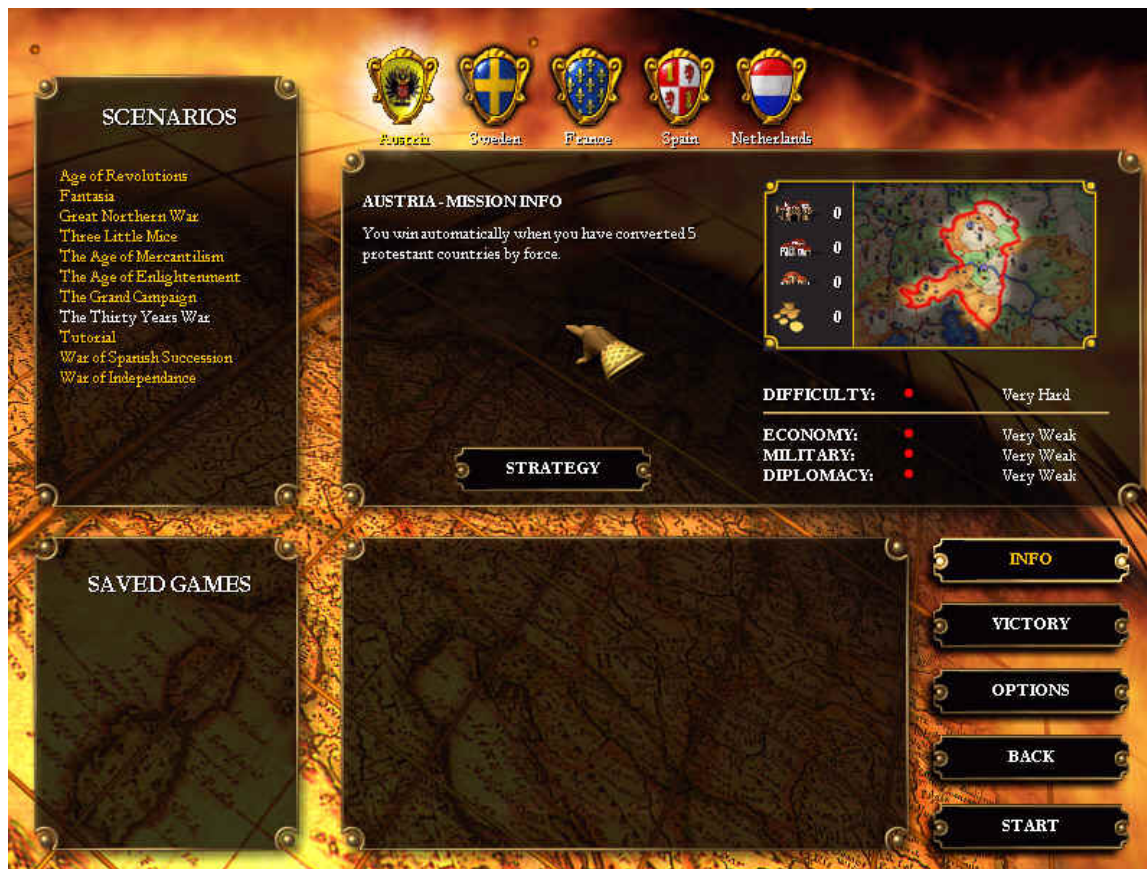 Austria
Sweden
France
Spain
Netherlands
SCENARIOS
Age of Revolutions
Fantasia
Great Northern War
Three Little Mice
The Age of Mercantilism
The Age of Enlightenment
The Grand Campaign
The Thirty Years War
Tutorial
War of Spanish Succession
War of Independance
AUSTRIA - MISSION INFO
You win automatically when you have converted 5
protestant countries by force.
0
0
0
0
DIFFICULTY: Very Hard
ECONOMY: Very Weak
MILITARY: Very Weak
DIPLOMACY: Very Weak
STRATEGY
SAVED GAMES
INFO
VICTORY
OPTIONS
BACK
START